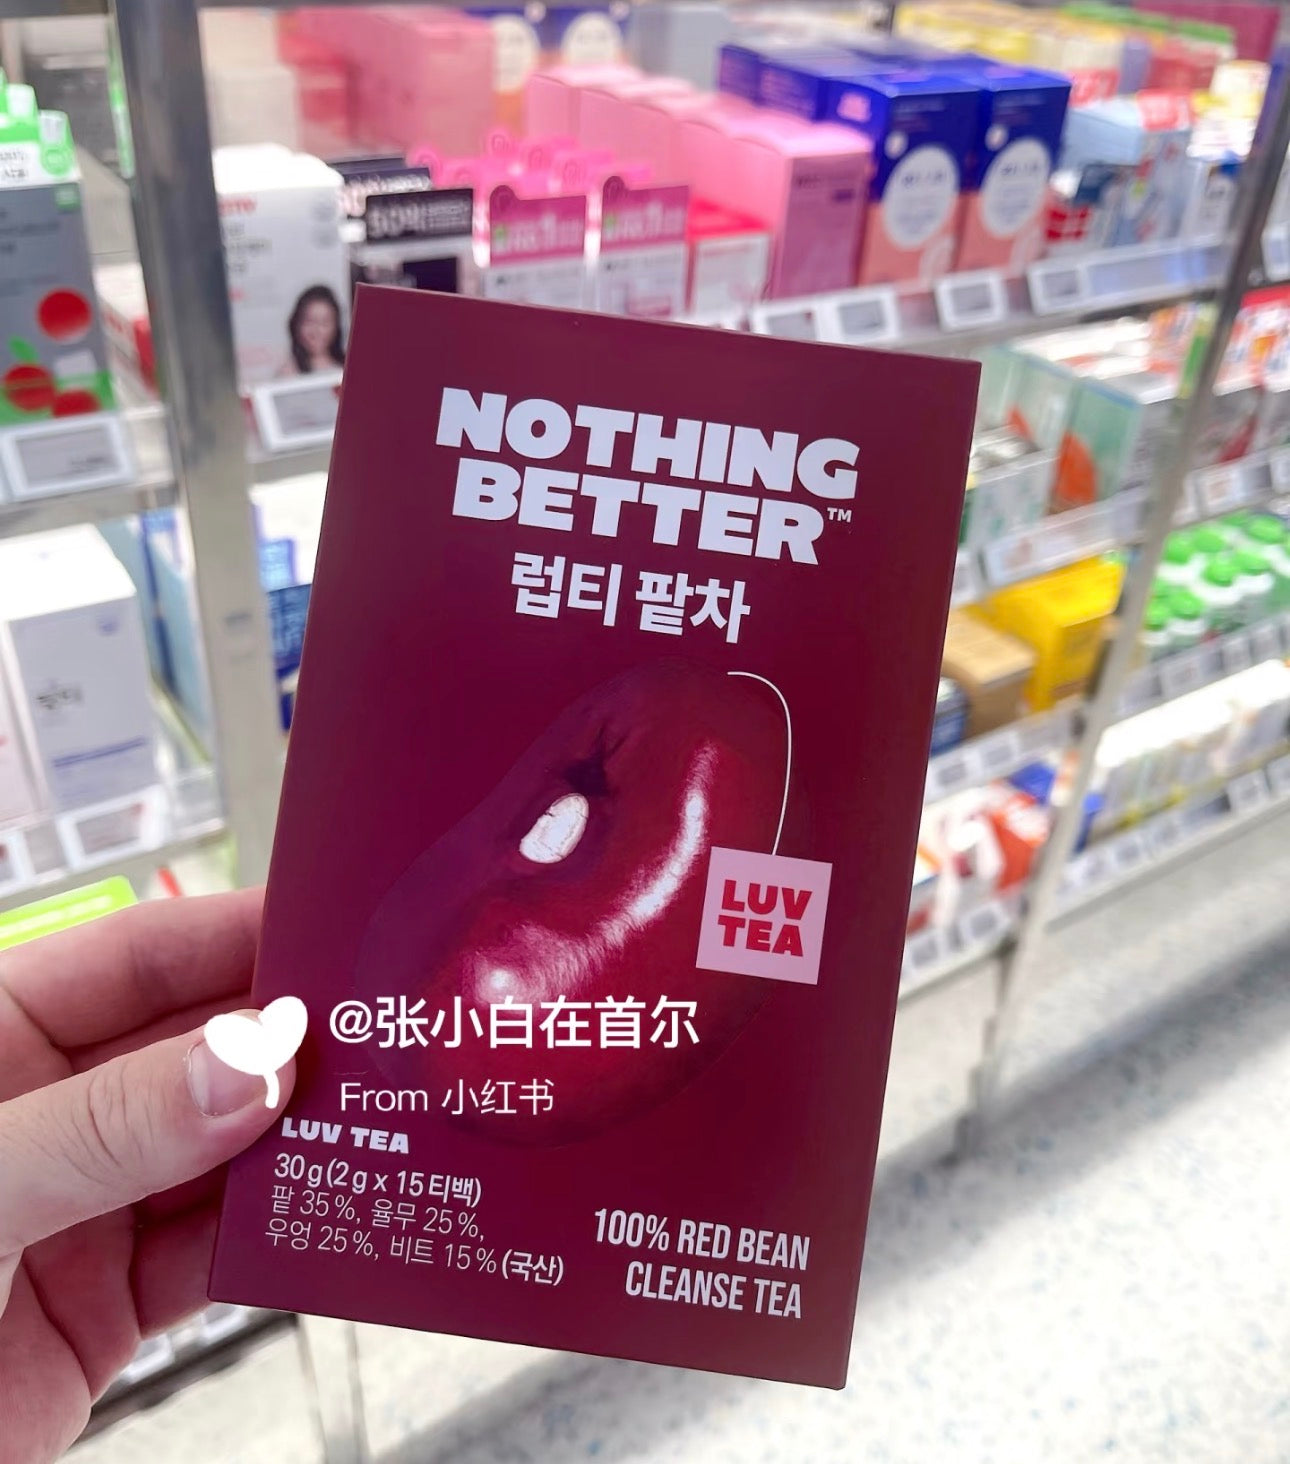 NOTHING
BETTER™
럽티 팥차
LUV
TEA
@张小白在首尔
From 小红书
LUV TEA
30g(2g x 15티백)
팥 35%, 율무 25%,
우엉 25%, 비트 15%(국산)
100% RED BEAN
CLEANSE TEA